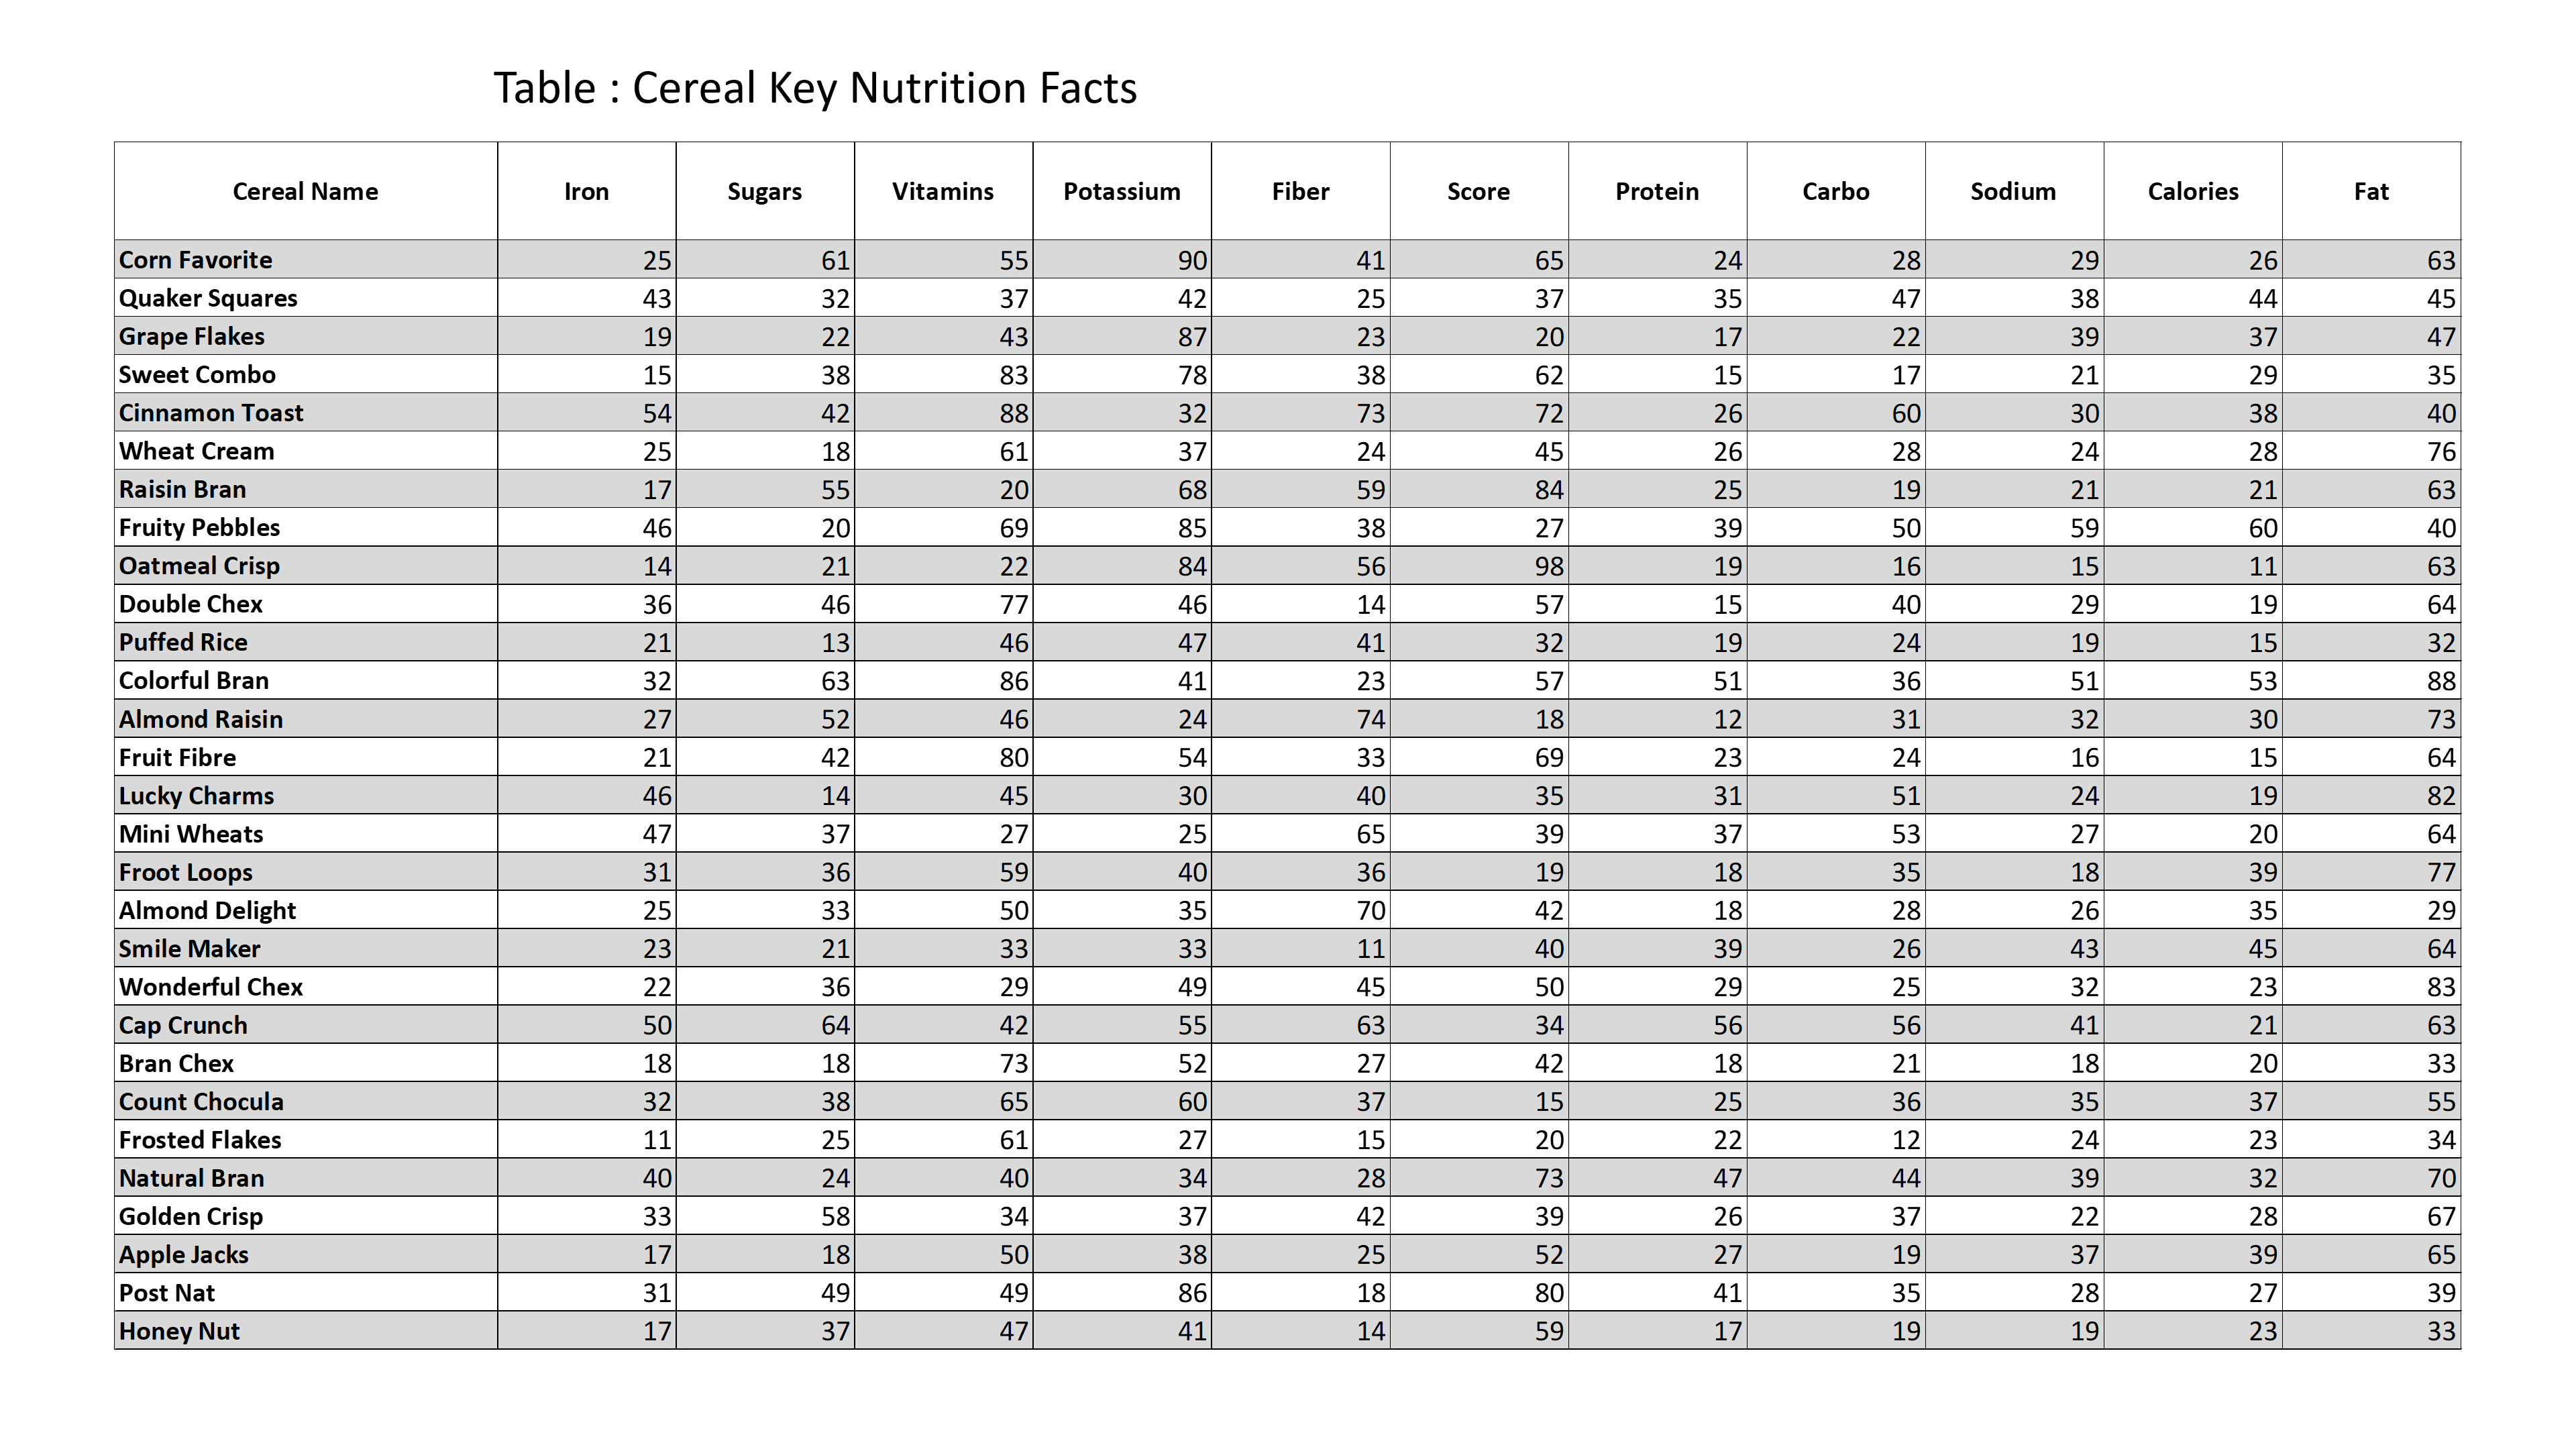 Table : Cereal Key Nutrition Facts
Cereal Name Iron Sugars Vitamins Potassium Fiber Score Protein Carbo Sodium Calories Fat
Corn Favorite 25 61 55 90 41 65 24 28 29 26 63
Quaker Squares 43 32 37 42 25 37 35 47 38 44 45
Grape Flakes 19 22 43 87 23 20 17 22 39 37 47
Sweet Combo 15 38 83 78 38 62 15 17 21 29 35
Cinnamon Toast 54 42 88 32 73 72 26 60 30 38 40
Wheat Cream 25 18 61 37 24 45 26 28 24 28 76
Raisin Bran 17 55 20 68 59 84 25 19 21 21 63
Fruity Pebbles 46 20 69 85 38 27 39 50 59 60 40
Oatmeal Crisp 14 21 22 84 56 98 19 16 15 11 63
Double Chex 36 46 77 46 14 57 15 40 29 19 64
Puffed Rice 21 13 46 47 41 32 19 24 19 15 32
Colorful Bran 32 63 86 41 23 57 51 36 51 53 88
Almond Raisin 27 52 46 24 74 18 12 31 32 30 73
Fruit Fibre 21 42 80 54 33 69 23 24 16 15 64
Lucky Charms 46 14 45 30 40 35 31 51 24 19 82
Mini Wheats 47 37 27 25 65 39 37 53 27 20 64
Froot Loops 31 36 59 40 36 19 18 35 18 39 77
Almond Delight 25 33 50 35 70 42 18 28 26 35 29
Smile Maker 23 21 33 33 11 40 39 26 43 45 64
Wonderful Chex 22 36 29 49 45 50 29 25 32 23 83
Cap Crunch 50 64 42 55 63 34 56 56 41 21 63
Bran Chex 18 18 73 52 27 42 18 21 18 20 33
Count Chocula 32 38 65 60 37 15 25 36 35 37 55
Frosted Flakes 11 25 61 27 15 20 22 12 24 23 34
Natural Bran 40 24 40 34 28 73 47 44 39 32 70
Golden Crisp 33 58 34 37 42 39 26 37 22 28 67
Apple Jacks 17 18 50 38 25 52 27 19 37 39 65
Post Nat 31 49 49 86 18 80 41 35 28 27 39
Honey Nut 17 37 47 41 14 59 17 19 19 23 33